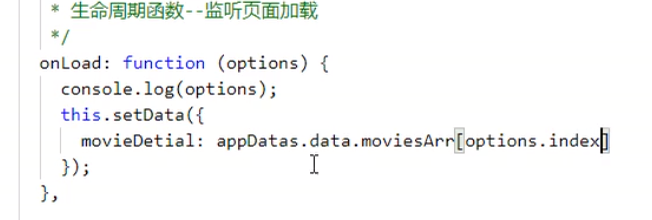 * 生命周期函数--监听页面加载
*/
onLoad: function (options) {
console.log(options);
this.setData({
movieDetial: appDatas.data.moviesArr[options.index]
});
},